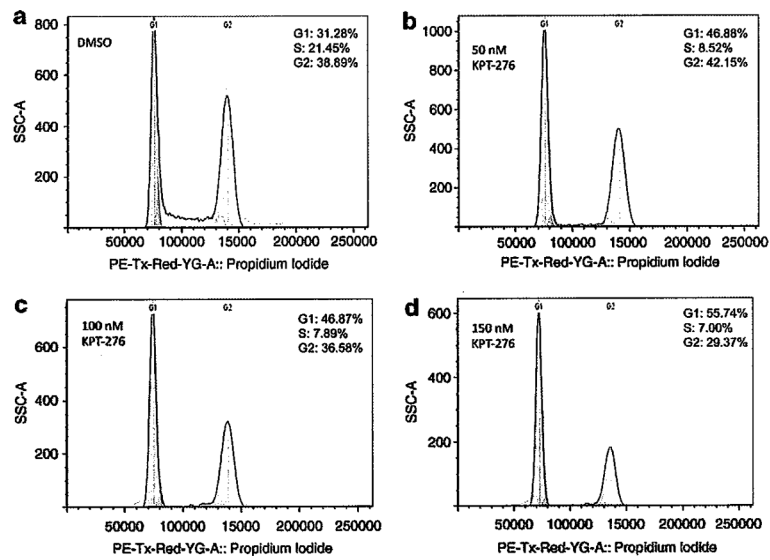 a
800
600
400
200
SSC-A
DMSO
G1
G2
G1: 31.28%
S: 21.45%
G2: 38.89%
50000 100000 150000 200000 250000
PE-Tx-Red-YG-A:: Propidium Iodide
b
1000
800
600
400
200
SSC-A
G1
G2
50 nM
KPT-276
G1: 46.88%
S: 8.52%
G2: 42.15%
50000 100000 150000 200000 250000
PE-Tx-Red-YG-A:: Propidium Iodide
c
600
400
200
SSC-A
100 nM
KPT-276
G1
G2
G1: 46.87%
S: 7.89%
G2: 36.58%
50000 100000 150000 200000 250000
PE-Tx-Red-YG-A:: Propidium Iodide
d
600
400
200
SSC-A
150 nM
KPT-276
G1
G2
G1: 55.74%
S: 7.00%
G2: 29.37%
50000 100000 150000 200000 250000
PE-Tx-Red-YG-A:: Propidium Iodide